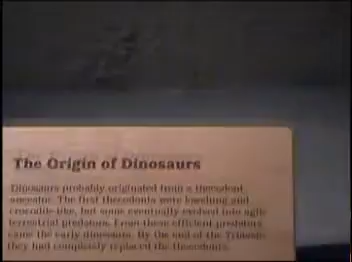 The Origin of Dinosaurs
Dinosaurs probably originated from a thecodont
ancestor. The first thecodonts were lowslung and
crocodile-like, but some eventually evolved into agile
terrestrial predators. From these efficient predators
came the early dinosaurs. By the end of the Triassic
they had completely replaced the thecodonts.